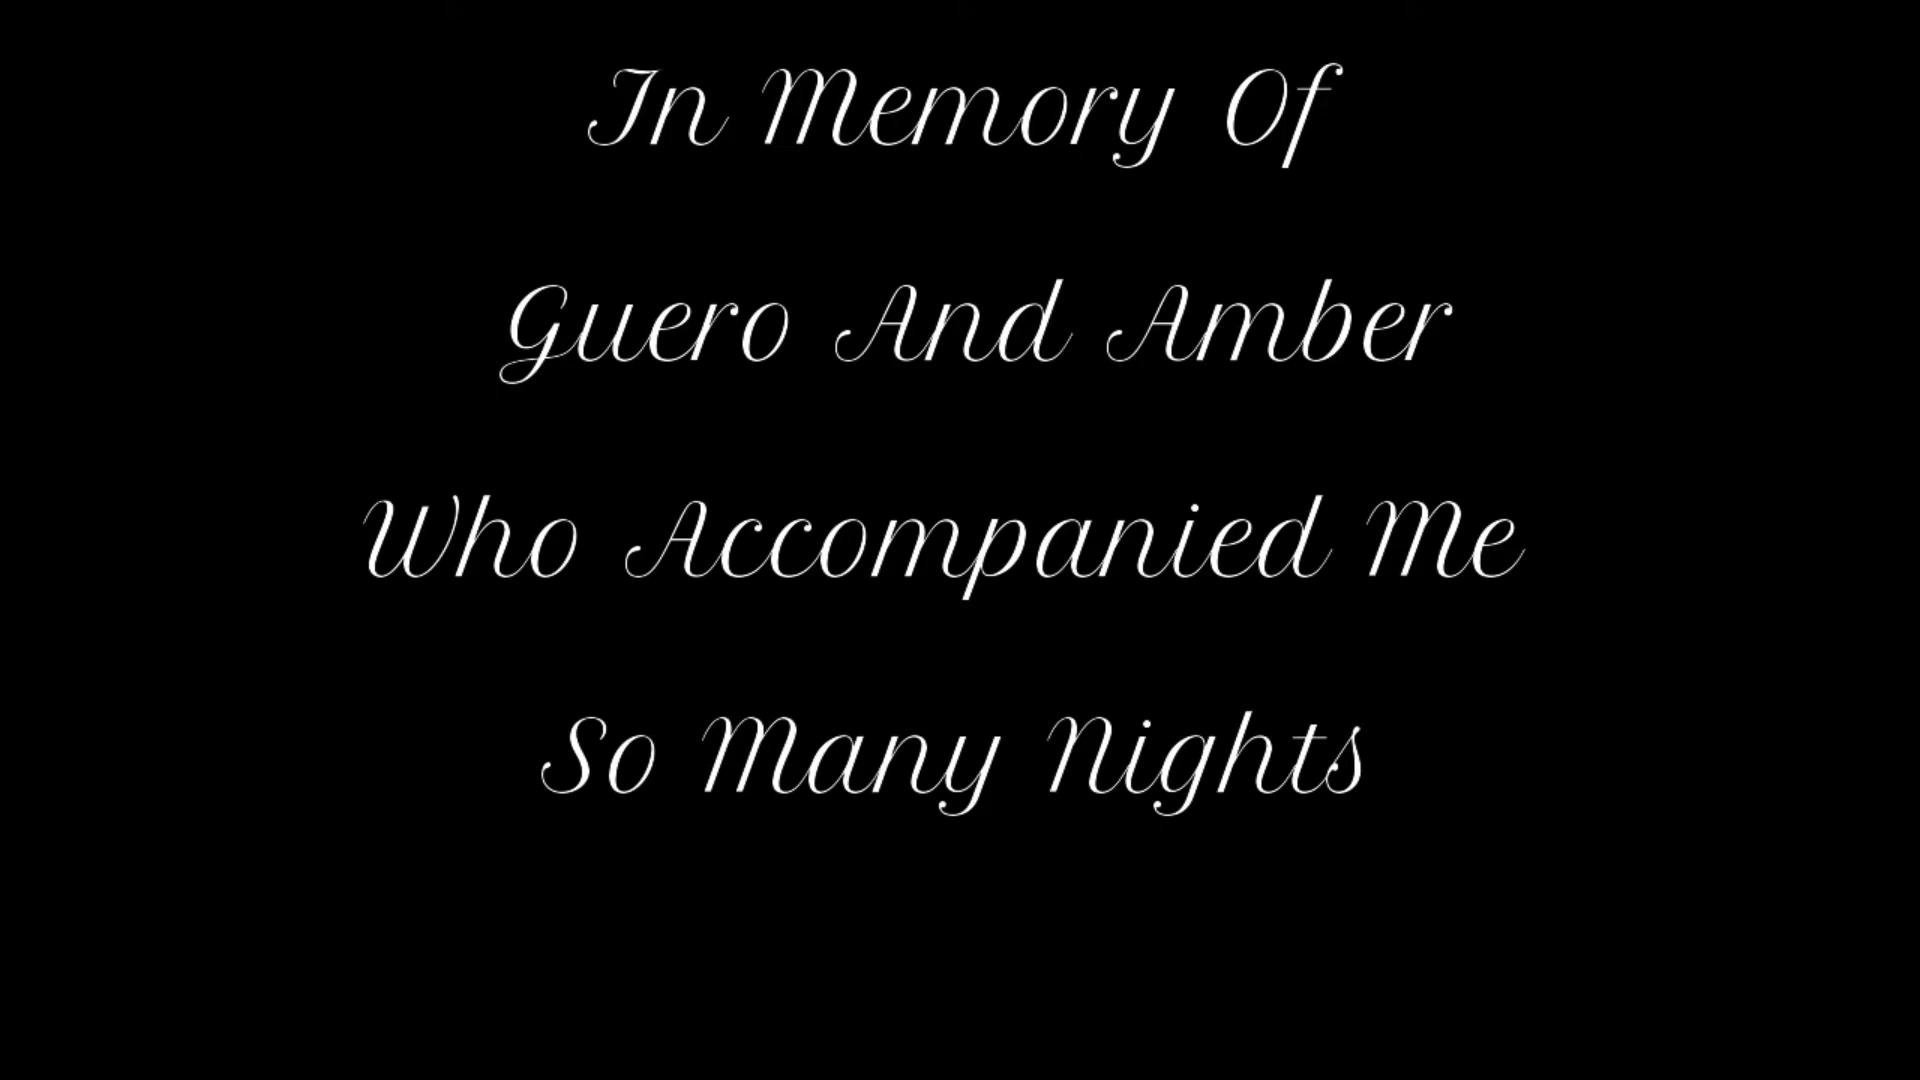 In Memory Of
Guero And Amber
Who Accompanied Me
So Many Nights